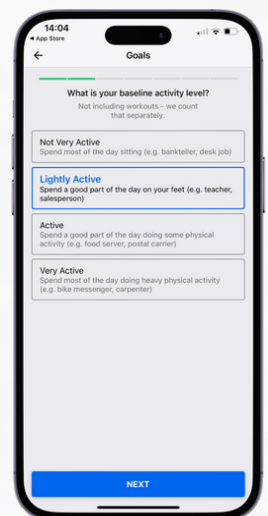 14:04
App Store
Goals
What is your baseline activity level?
Not including workouts – we count
that separately.
Not Very Active
Spend most of the day sitting (e.g. bankteller, desk job)
Lightly Active
Spend a good part of the day on your feet (e.g. teacher,
salesperson)
Active
Spend a good part of the day doing some physical
activity (e.g. food server, postal carrier)
Very Active
Spend most of the day doing heavy physical activity
(e.g. bike messenger, carpenter)
NEXT